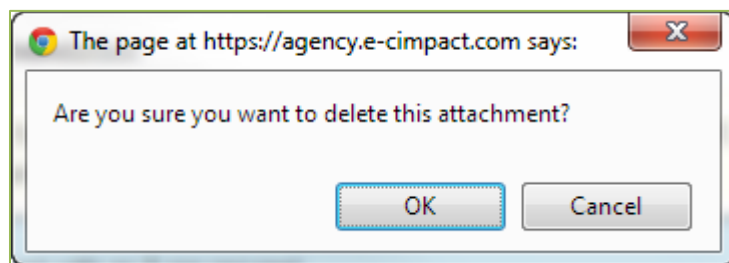 The page at https://agency.e-cimpact.com says:
Are you sure you want to delete this attachment?
OK
Cancel